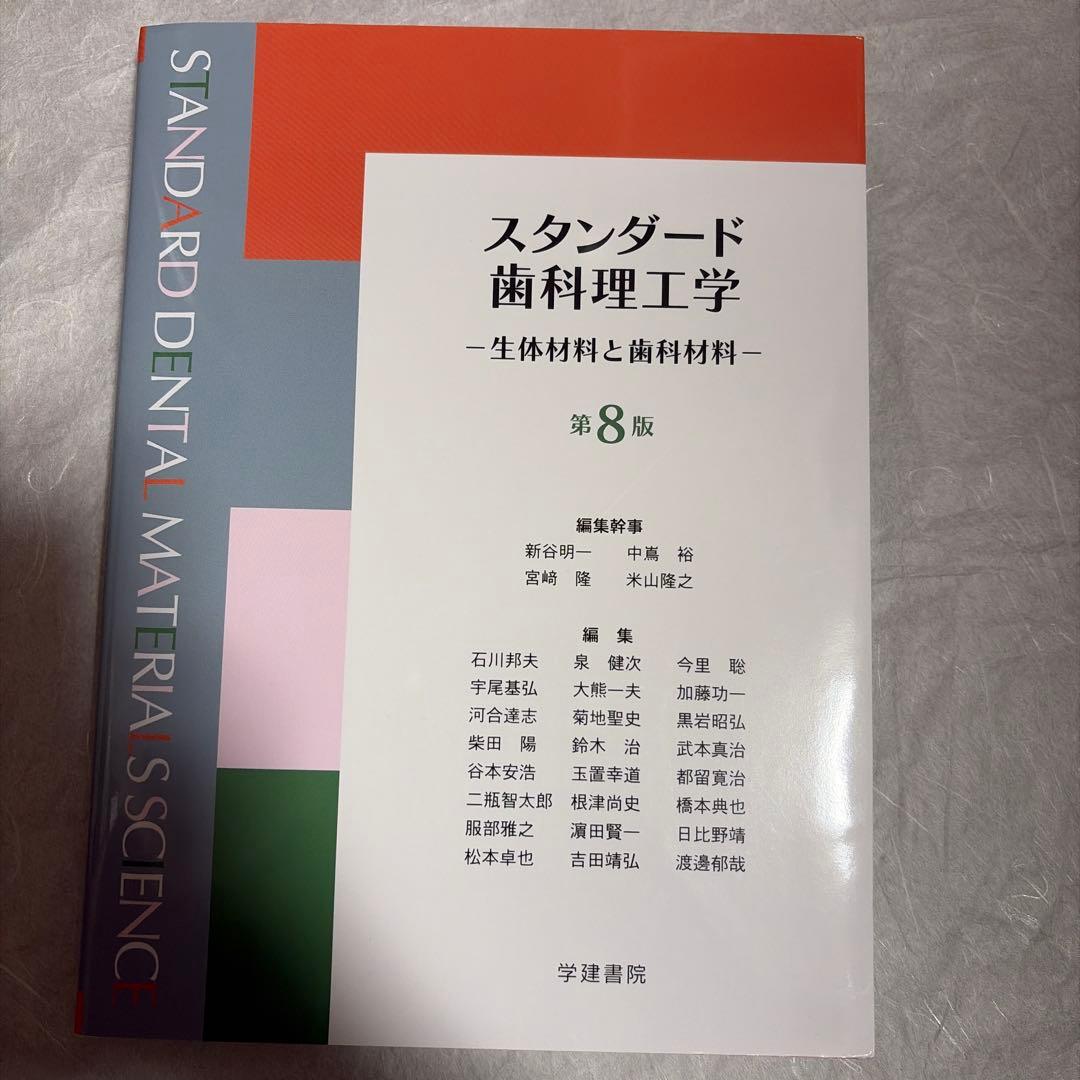 STANDARD DENTAL MATERIALS SCIENCE
スタンダード
歯科理工学
－生体材料と歯科材料－
第8版
編集幹事
新谷明一 中嶌 裕
宮﨑 隆 米山隆之
編 集
石川邦夫 泉 健次 今里 聡
宇尾基弘 大熊一夫 加藤功一
河合達志 菊地聖史 黒岩昭弘
柴田 陽 鈴木 治 武本真治
谷本安浩 玉置幸道 都留寛治
二瓶智太郎 根津尚史 橋本典也
服部雅之 濵田賢一 日比野靖
松本卓也 吉田靖弘 渡邊郁哉
学建書院